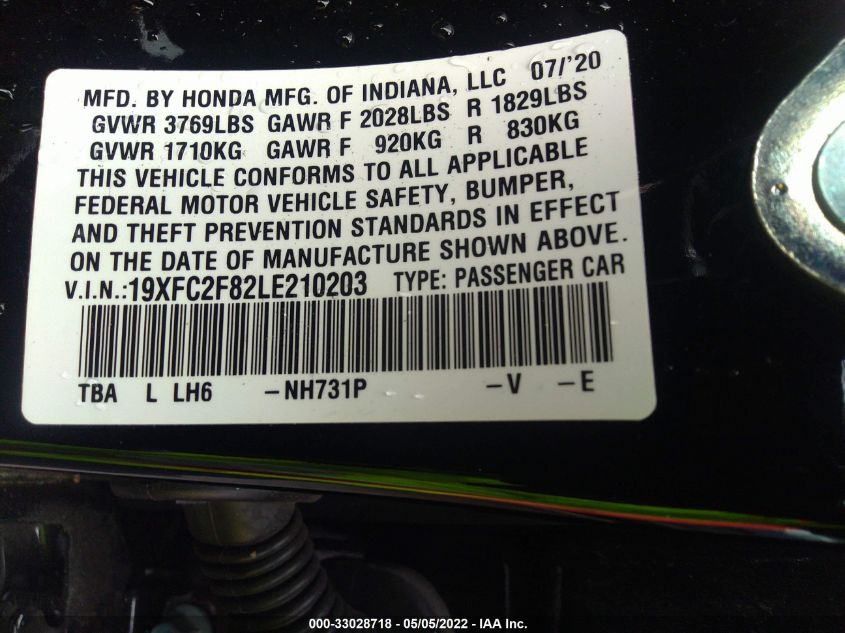 MFD. BY HONDA MFG. OF INDIANA, LLC 07/'20
GVWR 3769LBS GAWR F 2028LBS R 1829LBS
GVWR 1710KG GAWR F 920KG R 830KG
THIS VEHICLE CONFORMS TO ALL APPLICABLE
FEDERAL MOTOR VEHICLE SAFETY, BUMPER,
AND THEFT PREVENTION STANDARDS IN EFFECT
ON THE DATE OF MANUFACTURE SHOWN ABOVE.
V.I.N.:19XFC2F82LE210203 TYPE: PASSENGER CAR
TBA L LH6 –NH731P –V –E
000-33028718 - 05/05/2022 - IAA Inc.